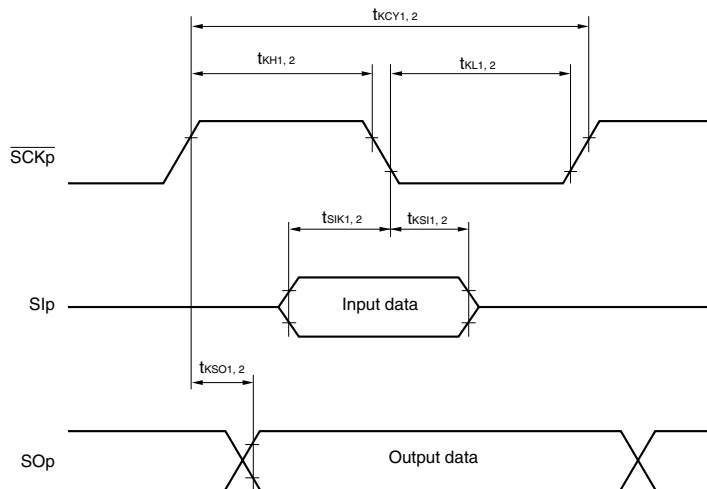 tKCY1, 2
tKH1, 2
tKL1, 2
SCKp
tSIK1, 2
tKSI1, 2
SIp
Input data
tKSO1, 2
SOp
Output data